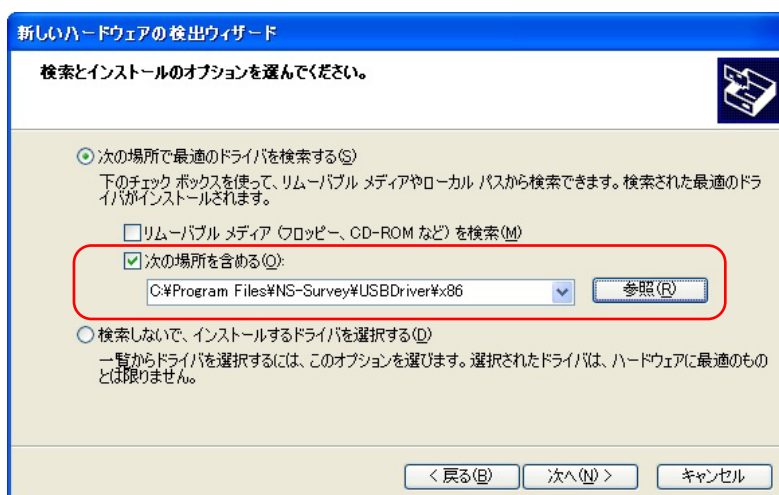 新しいハードウェアの検出ウィザード
検索とインストールのオプションを選んでください。
次の場所で最適のドライバを検索する(S)
下のチェック ボックスを使って、リムーバブル メディアやローカル パスから検索できます。検索された最適のドラ
イバがインストールされます。
リムーバブル メディア (フロッピー、CD-ROM など) を検索(M)
次の場所を含める(O):
C:¥Program Files¥NS-Survey¥USBDriver¥x86
参照(R)
検索しないで、インストールするドライバを選択する(D)
一覧からドライバを選択するには、このオプションを選びます。選択されたドライバは、ハードウェアに最適のもの
とは限りません。
< 戻る(B) 次へ(N) > キャンセル